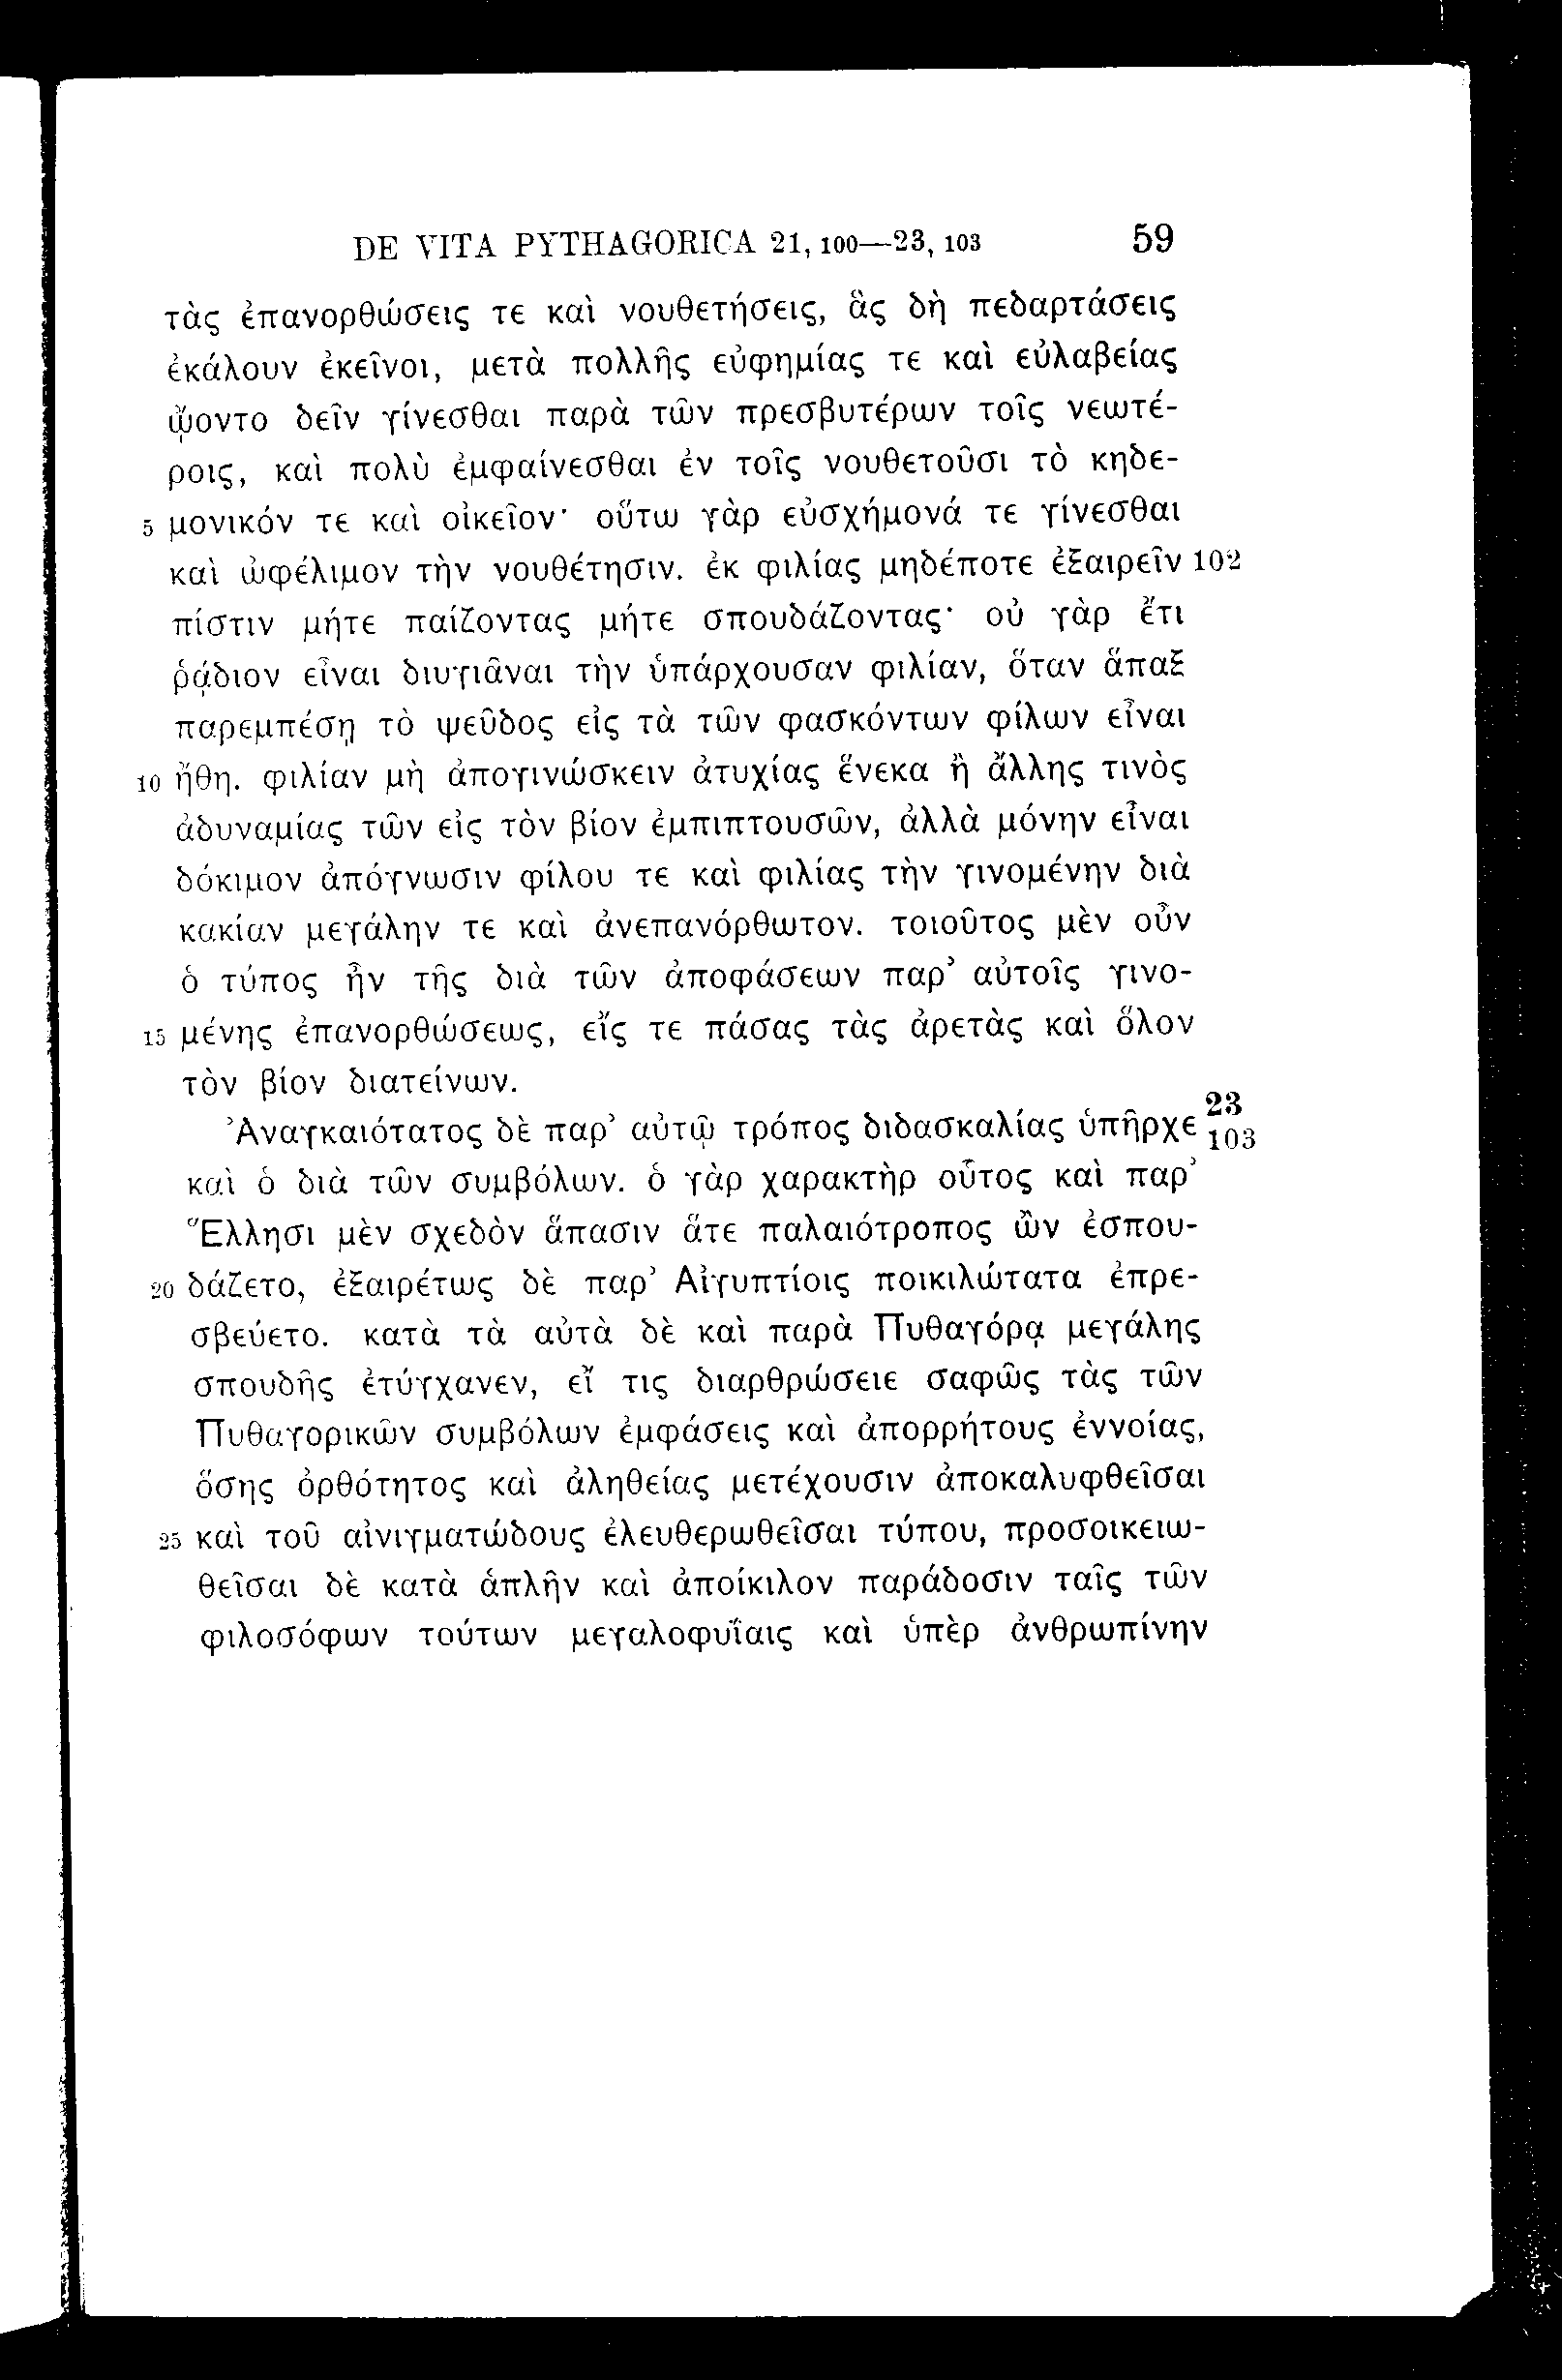 DE VITA PYTHAGORICA 21, 100—23, 103 59
τὰς ἐπανορθώσεις τε καὶ νουθετήσεις, ἃς δὴ πεδαρτάσεις
ἐκάλουν ἐκεῖνοι, μετὰ πολλῆς εὐφημίας τε καὶ εὐλαβείας
ᾤοντο δεῖν γίνεσθαι παρὰ τῶν πρεσβυτέρων τοῖς νεωτέ-
ροις, καὶ πολὺ ἐμφαίνεσθαι ἐν τοῖς νουθετοῦσι τὸ κηδε-
5 μονικόν τε καὶ οἰκεῖον· οὕτω γὰρ εὐσχήμονά τε γίνεσθαι
καὶ ὠφέλιμον τὴν νουθέτησιν. ἐκ φιλίας μηδέποτε ἐξαιρεῖν 102
πίστιν μήτε παίζοντας μήτε σπουδάζοντας· οὐ γὰρ ἔτι
ῥᾴδιον εἶναι διυγιᾶναι τὴν ὑπάρχουσαν φιλίαν, ὅταν ἅπαξ
παρεμπέσῃ τὸ ψεῦδος εἰς τὰ τῶν φασκόντων φίλων εἶναι
10 ἤθη. φιλίαν μὴ ἀπογινώσκειν ἀτυχίας ἕνεκα ἢ ἄλλης τινὸς
ἀδυναμίας τῶν εἰς τὸν βίον ἐμπιπτουσῶν, ἀλλὰ μόνην εἶναι
δόκιμον ἀπόγνωσιν φίλου τε καὶ φιλίας τὴν γινομένην διὰ
κακίαν μεγάλην τε καὶ ἀνεπανόρθωτον. τοιοῦτος μὲν οὖν
ὁ τύπος ἦν τῆς διὰ τῶν ἀποφάσεων παρ’ αὐτοῖς γινο-
15 μένης ἐπανορθώσεως, εἴς τε πάσας τὰς ἀρετὰς καὶ ὅλον
τὸν βίον διατείνων.
Ἀναγκαιότατος δὲ παρ’ αὐτῷ τρόπος διδασκαλίας ὑπῆρχε 23 103
καὶ ὁ διὰ τῶν συμβόλων. ὁ γὰρ χαρακτὴρ οὗτος καὶ παρ’
Ἕλλησι μὲν σχεδὸν ἅπασιν ἅτε παλαιότροπος ὢν ἐσπου-
20 δάζετο, ἐξαιρέτως δὲ παρ’ Αἰγυπτίοις ποικιλώτατα ἐπρε-
σβεύετο. κατὰ τὰ αὐτὰ δὲ καὶ παρὰ Πυθαγόρᾳ μεγάλης
σπουδῆς ἐτύγχανεν, εἴ τις διαρθρώσειε σαφῶς τὰς τῶν
Πυθαγορικῶν συμβόλων ἐμφάσεις καὶ ἀπορρήτους ἐννοίας,
ὅσης ὀρθότητος καὶ ἀληθείας μετέχουσιν ἀποκαλυφθεῖσαι
25 καὶ τοῦ αἰνιγματώδους ἐλευθερωθεῖσαι τύπου, προσοικειω-
θεῖσαι δὲ κατὰ ἁπλῆν καὶ ἀποίκιλον παράδοσιν ταῖς τῶν
φιλοσόφων τούτων μεγαλοφυΐαις καὶ ὑπὲρ ἀνθρωπίνην